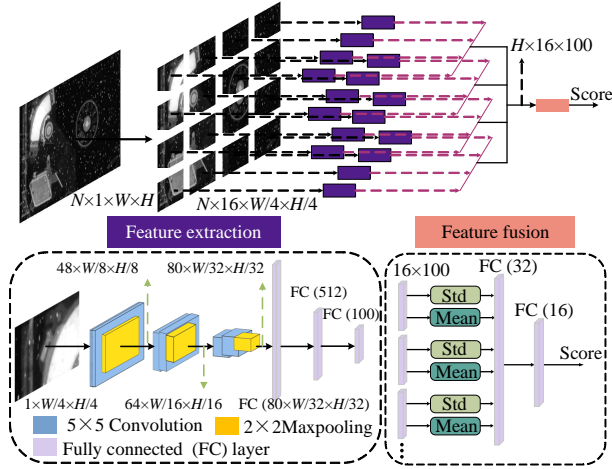 H×16×100
Score
N×1×W×H
N×16×W/4×H/4
Feature extraction
Feature fusion
48×W/8×H/8
80×W/32×H/32
FC (512)
FC (100)
1×W/4×H/4
64×W/16×H/16
FC (80×W/32×H/32)
5×5 Convolution
2×2Maxpooling
Fully connected (FC) layer
16×100
FC (32)
Std
Mean
FC (16)
Std
Mean
Score
Std
Mean